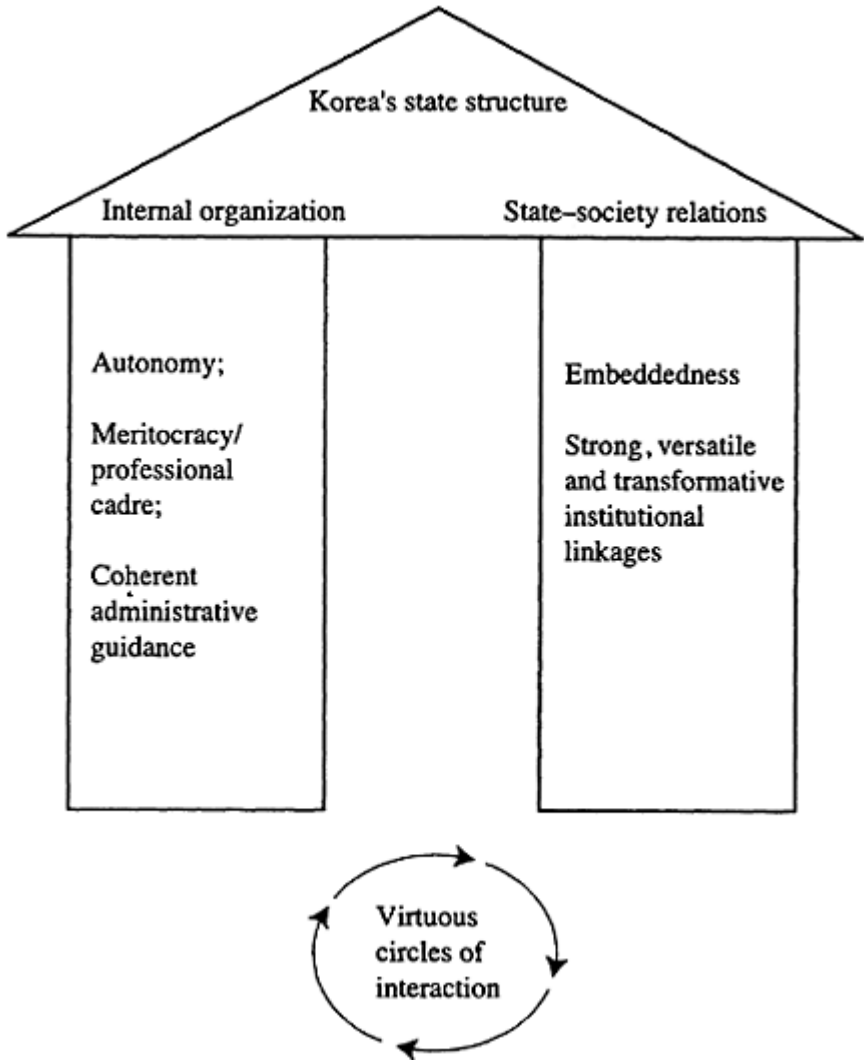 Korea's state structure
Internal organization
State–society relations
Autonomy;
Meritocracy/
professional
cadre;
Coherent
administrative
guidance
Embeddedness
Strong, versatile
and transformative
institutional
linkages
Virtuous
circles of
interaction